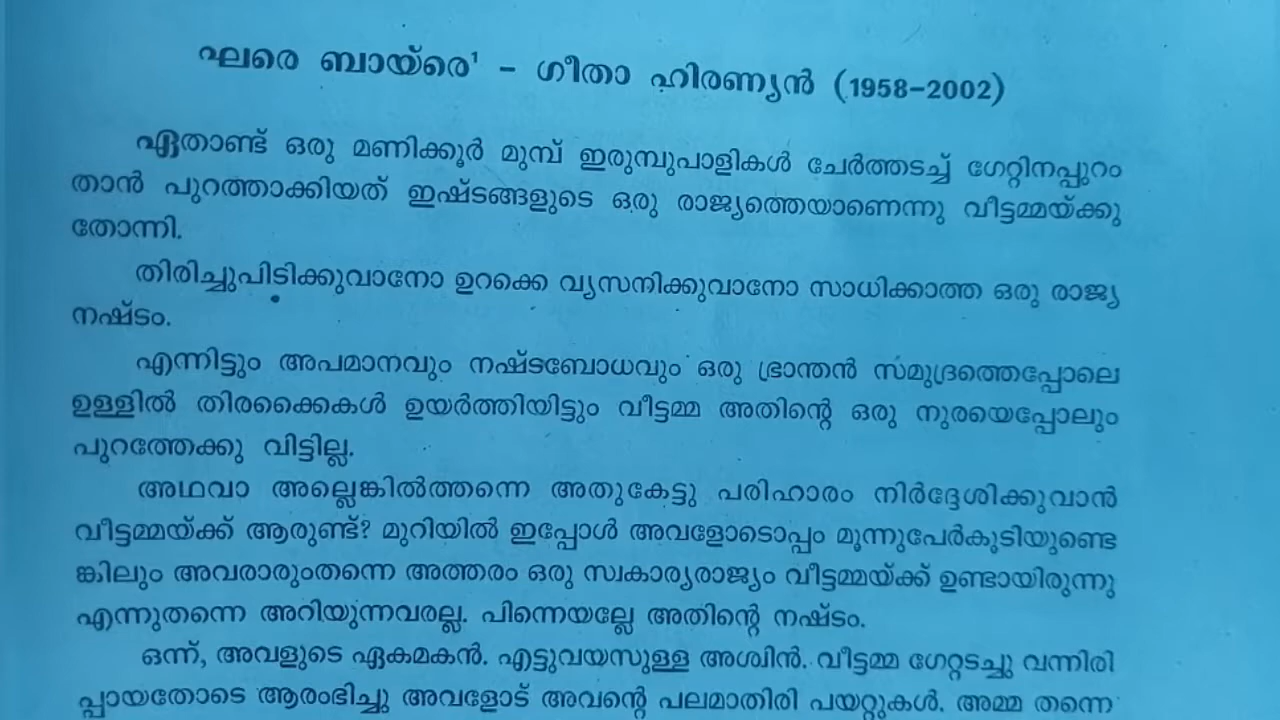 ഘരെ ബായ്‌രെ¹ – ഗീതാ ഹിരണ്യൻ (1958–2002)
ഏതാണ്ട് ഒരു മണിക്കൂർ മുമ്പ് ഇരുമ്പുപാളികൾ ചേർത്തടച്ച് ഗേറ്റിനപ്പുറം
താൻ പുറത്താക്കിയത് ഇഷ്ടങ്ങളുടെ ഒരു രാജ്യത്തെയാണെന്നു വീട്ടമ്മയ്ക്കു
തോന്നി.
തിരിച്ചുപിടിക്കുവാനോ ഉറക്കെ വ്യസനിക്കുവാനോ സാധിക്കാത്ത ഒരു രാജ്യ
നഷ്ടം.
എന്നിട്ടും അപമാനവും നഷ്ടബോധവും ഒരു ഭ്രാന്തൻ സമുദ്രത്തെപ്പോലെ
ഉള്ളിൽ തിരക്കൈകൾ ഉയർത്തിയിട്ടും വീട്ടമ്മ അതിന്റെ ഒരു നുരയെപ്പോലും
പുറത്തേക്കു വിട്ടില്ല.
അഥവാ അല്ലെങ്കിൽത്തന്നെ അതുകേട്ടു പരിഹാരം നിർദ്ദേശിക്കുവാൻ
വീട്ടമ്മയ്ക്ക് ആരുണ്ട്? മുറിയിൽ ഇപ്പോൾ അവളോടൊപ്പം മൂന്നുപേർകൂടിയുണ്ടെ
ങ്കിലും അവരാരുംതന്നെ അത്തരം ഒരു സ്വകാര്യരാജ്യം വീട്ടമ്മയ്ക്ക് ഉണ്ടായിരുന്നു
എന്നുതന്നെ അറിയുന്നവരല്ല. പിന്നെയല്ലേ അതിന്റെ നഷ്ടം.
ഒന്ന്, അവളുടെ ഏകമകൻ. എട്ടുവയസുള്ള അശ്വിൻ. വീട്ടമ്മ ഗേറ്റടച്ചു വന്നിരി
പ്പായതോടെ ആരംഭിച്ചു അവളോട് അവന്റെ പലമാതിരി പയറ്റുകൾ. അമ്മ തന്നെ